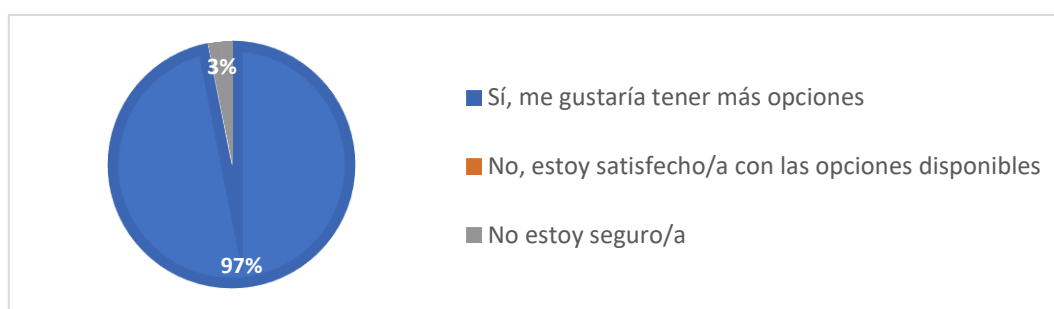 3%
Sí, me gustaría tener más opciones
No, estoy satisfecho/a con las opciones disponibles
No estoy seguro/a
97%